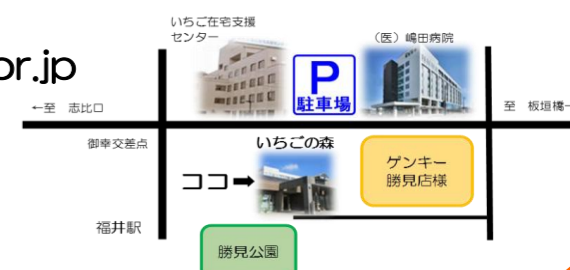 いちご在宅支援
センター
（医）嶋田病院
or.jp
P
駐車場
←至 志比口
至 板垣橋→
御幸交差点
いちごの森
ゲンキー
勝見店様
ココ➡
福井駅
勝見公園